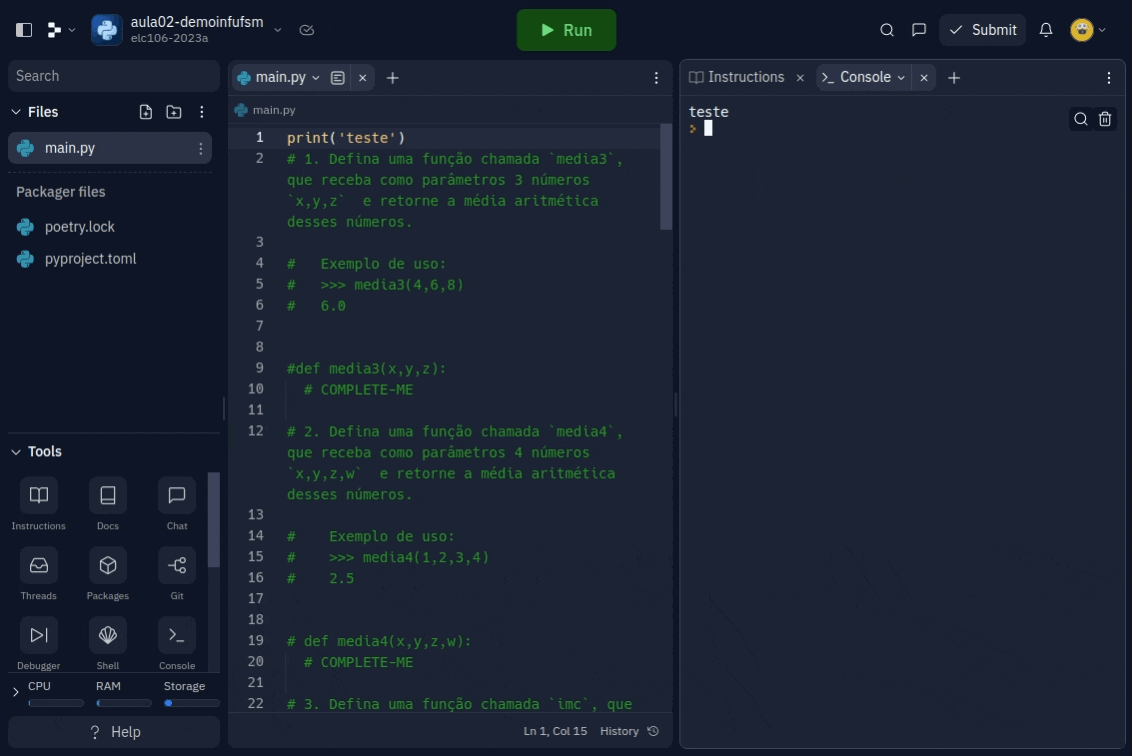 aula02-demoinfufsm
elc106-2023a
Run
Submit
Search
Files
main.py
Packager files
poetry.lock
pyproject.toml
Tools
Instructions
Docs
Chat
Threads
Packages
Git
Debugger
Shell
Console
CPU
RAM
Storage
? Help
main.py
main.py
1 print('teste')
2 # 1. Defina uma função chamada `media3`,
que receba como parâmetros 3 números
`x,y,z`  e retorne a média aritmética
desses números.
3
4 #   Exemplo de uso:
5 #   >>> media3(4,6,8)
6 #   6.0
7
8
9 #def media3(x,y,z):
10   # COMPLETE-ME
11
12 # 2. Defina uma função chamada `media4`,
que receba como parâmetros 4 números
`x,y,z,w`  e retorne a média aritmética
desses números.
13
14 #    Exemplo de uso:
15 #    >>> media4(1,2,3,4)
16 #    2.5
17
18
19 # def media4(x,y,z,w):
20   # COMPLETE-ME
21
22 # 3. Defina uma função chamada `imc`, que
Ln 1, Col 15 History
Instructions
>_ Console
teste